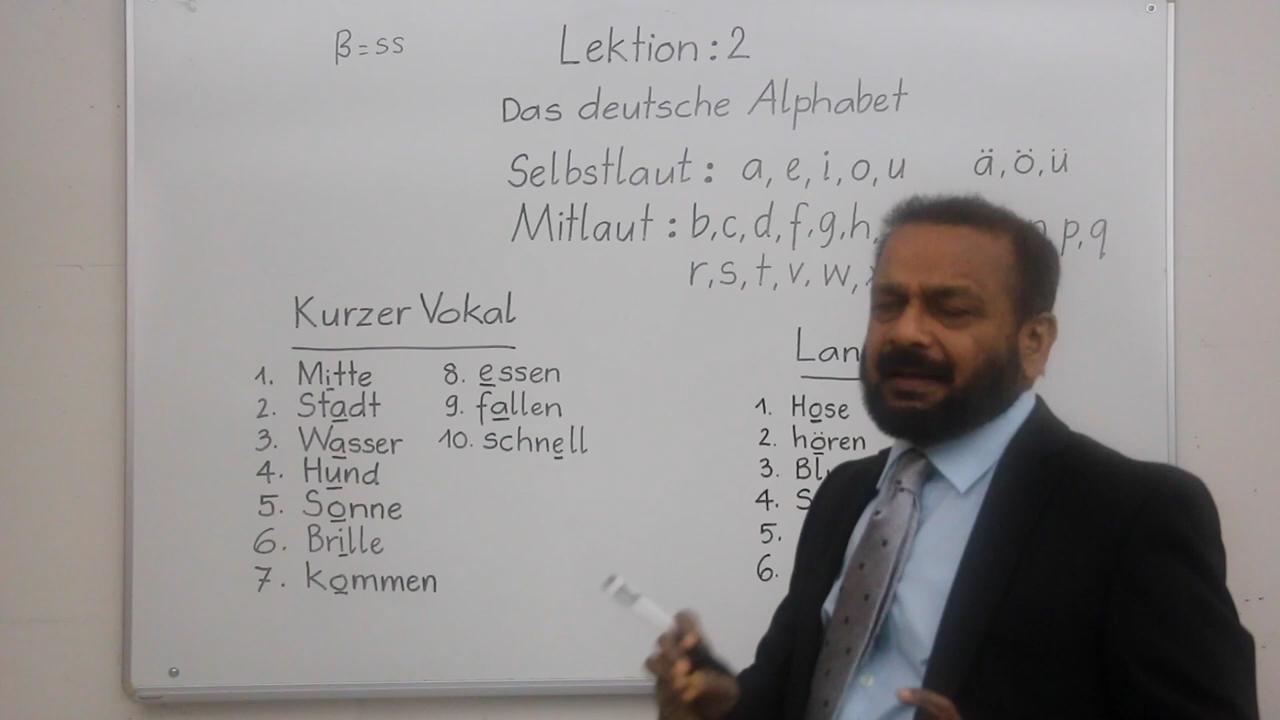 β=ss
Lektion: 2
Das deutsche Alphabet
Selbstlaut: a, e, i, o, u ä, ö, ü
Mitlaut: b, c, d, f, g, h, p, q
r, s, t, v, w,
Kurzer Vokal
1. Mitte
2. Stadt
3. Wasser
4. Hund
5. Sonne
6. Brille
7. kommen
8. essen
9. fallen
10. schnell
1. Hose
2. hören
3.
4.
5.
6.